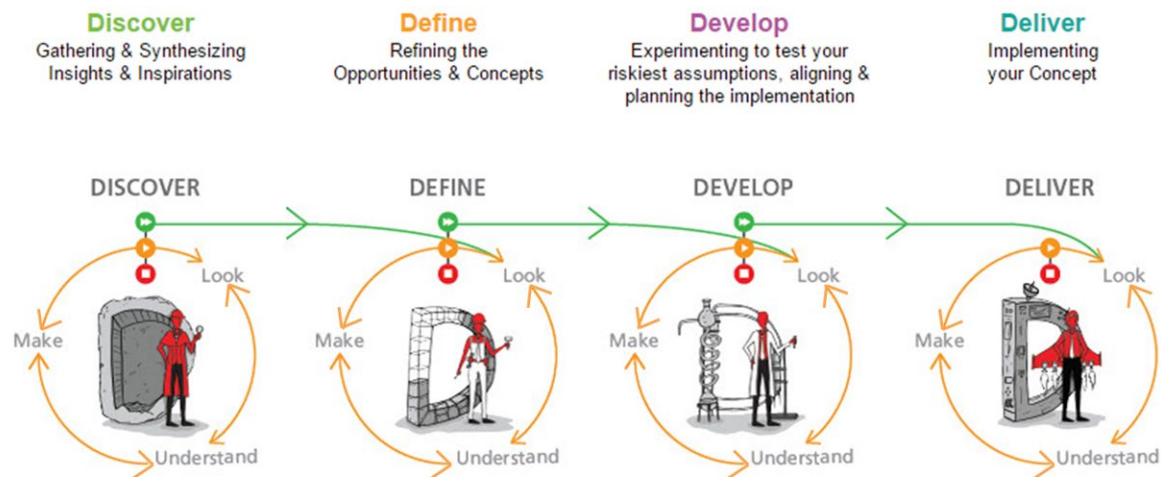 Discover
Gathering & Synthesizing
Insights & Inspirations
Define
Refining the
Opportunities & Concepts
Develop
Experimenting to test your
riskiest assumptions, aligning &
planning the implementation
Deliver
Implementing
your Concept
DISCOVER
Look
Make
Understand
DEFINE
Look
Make
Understand
DEVELOP
Look
Make
Understand
DELIVER
Look
Make
Understand